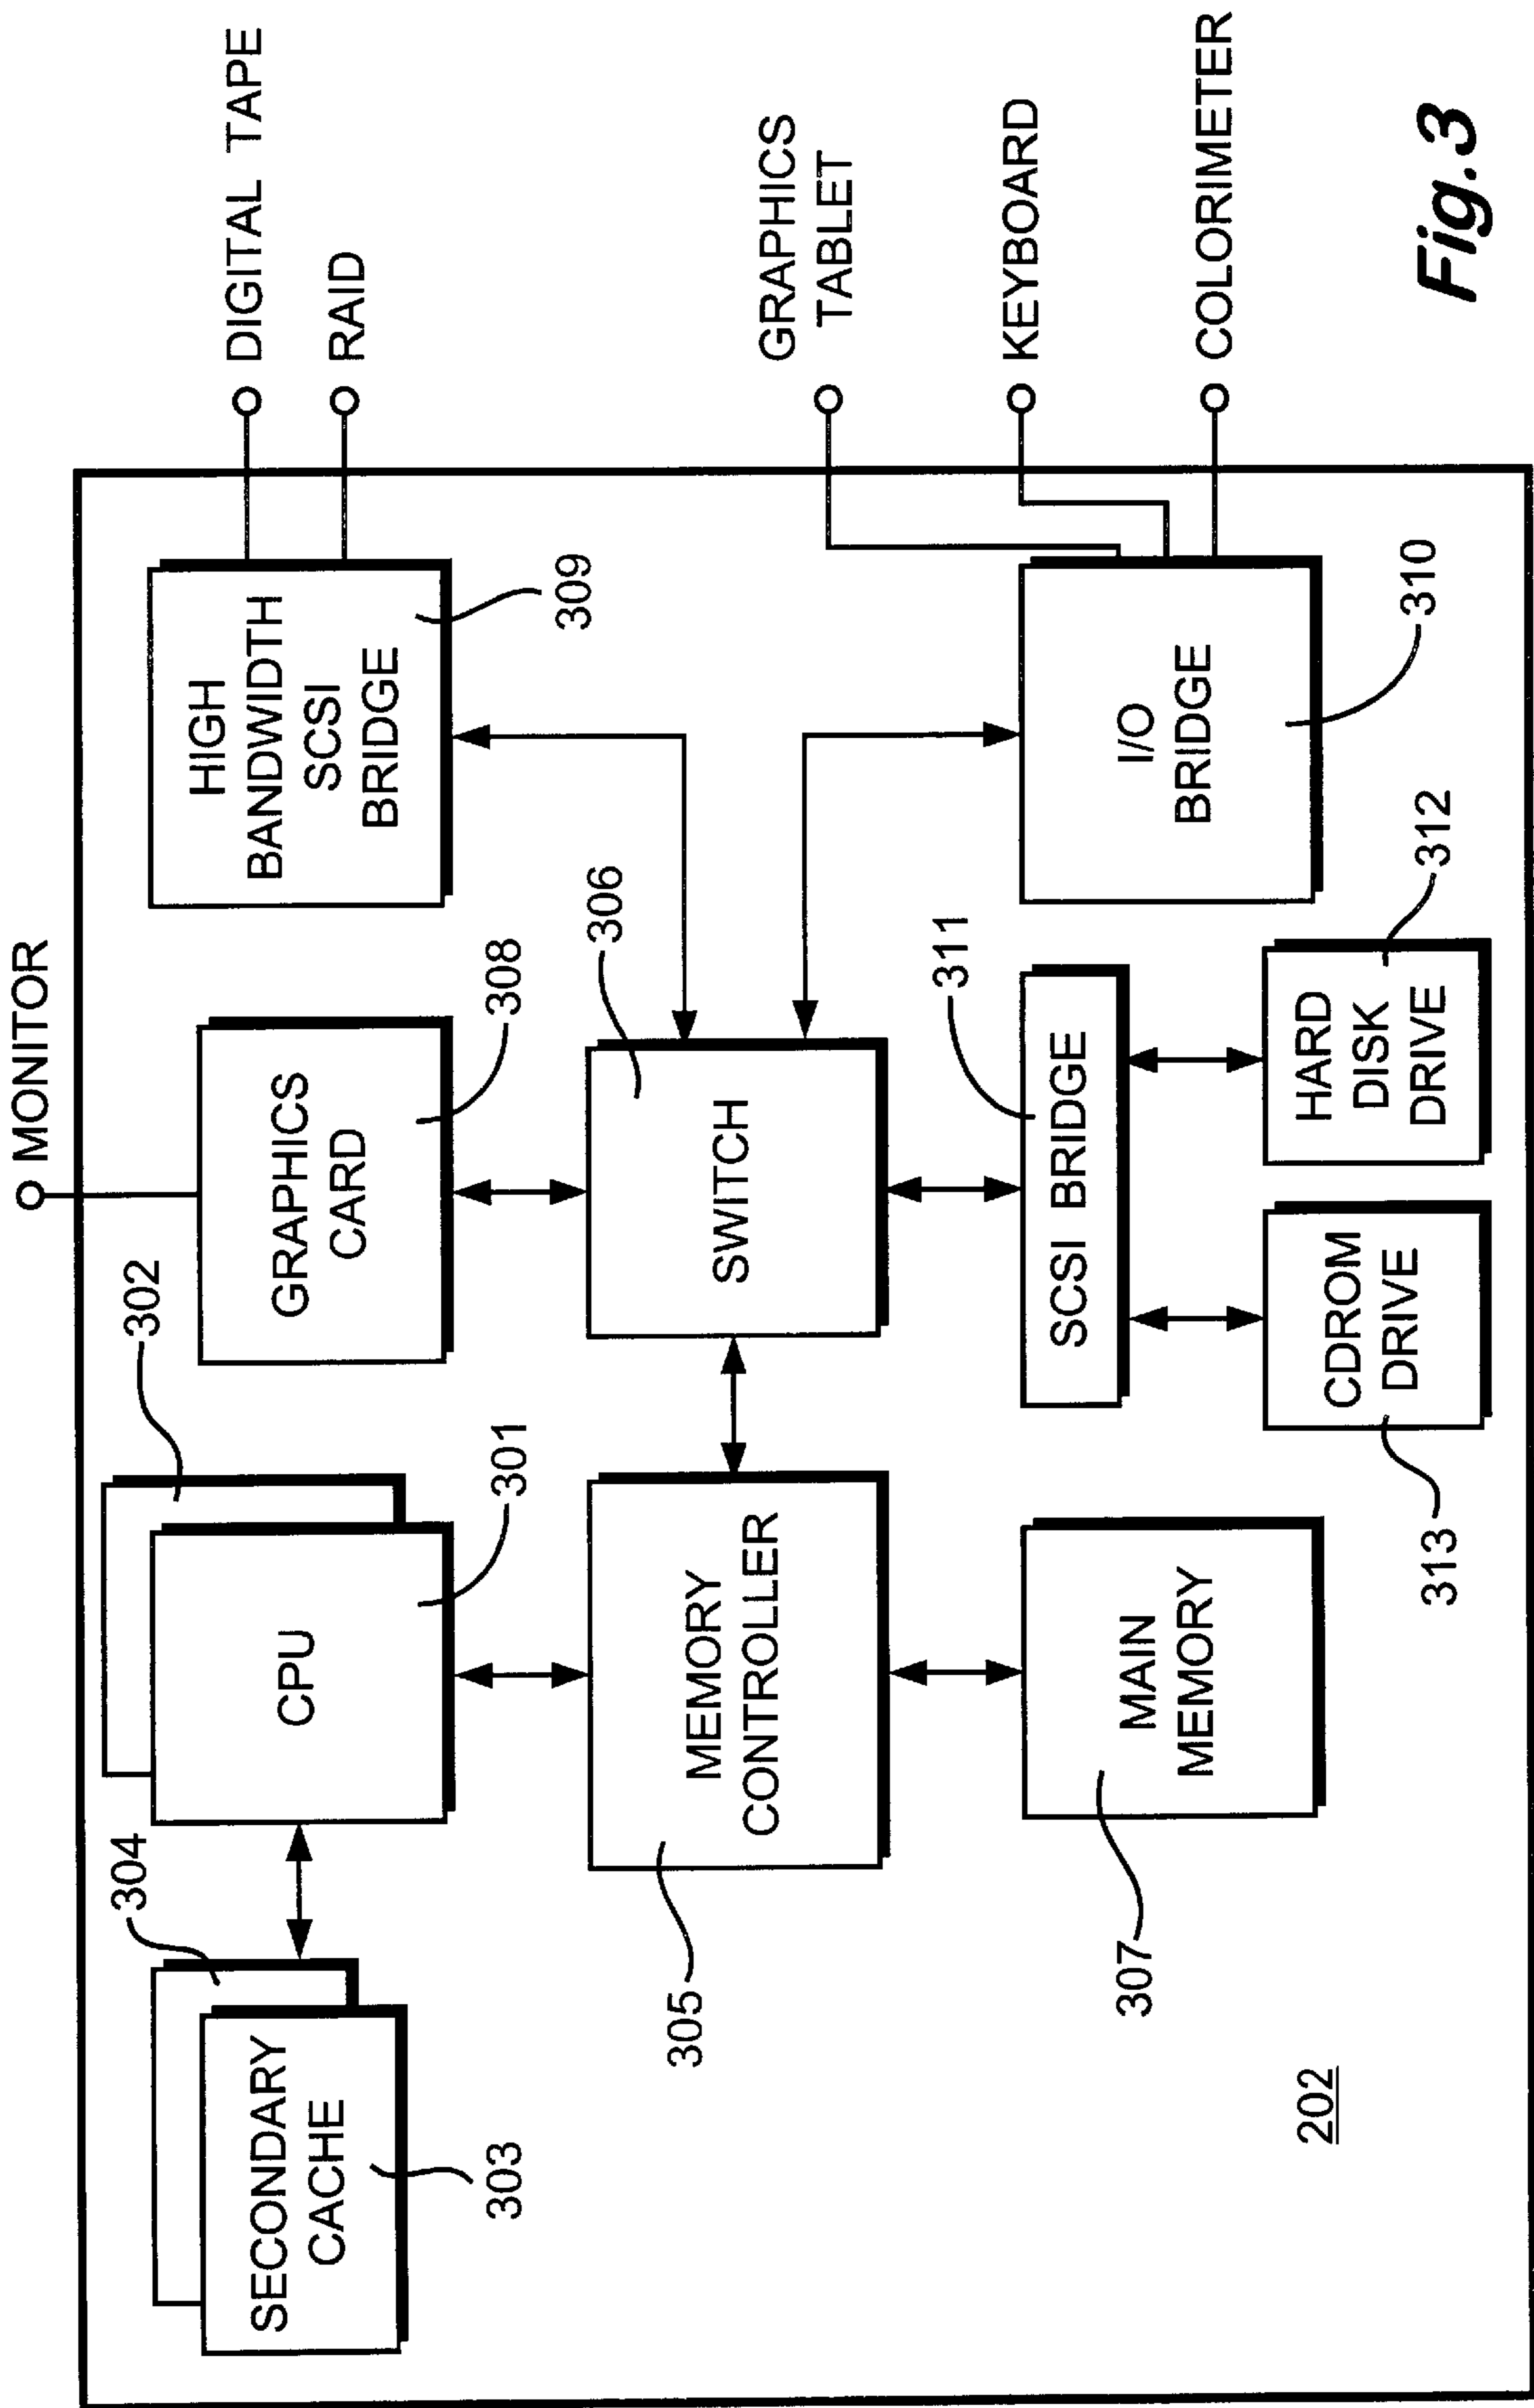 MONITOR
302
304
SECONDARY
CACHE
303
CPU
301
GRAPHICS
CARD
308
HIGH
BANDWIDTH
SCSI
BRIDGE
309
DIGITAL TAPE
RAID
305
MEMORY
CONTROLLER
SWITCH
306
GRAPHICS
TABLET
307
MAIN
MEMORY
SCSI BRIDGE
311
I/O
BRIDGE
310
KEYBOARD
COLORIMETER
313
CDROM
DRIVE
HARD
DISK
DRIVE
312
202
Fig.3